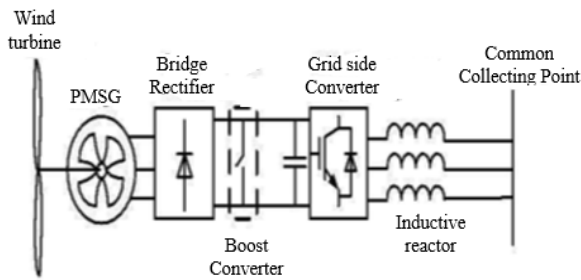 Wind
turbine
PMSG
Bridge
Rectifier
Grid side
Converter
Common
Collecting Point
Boost
Converter
Inductive
reactor